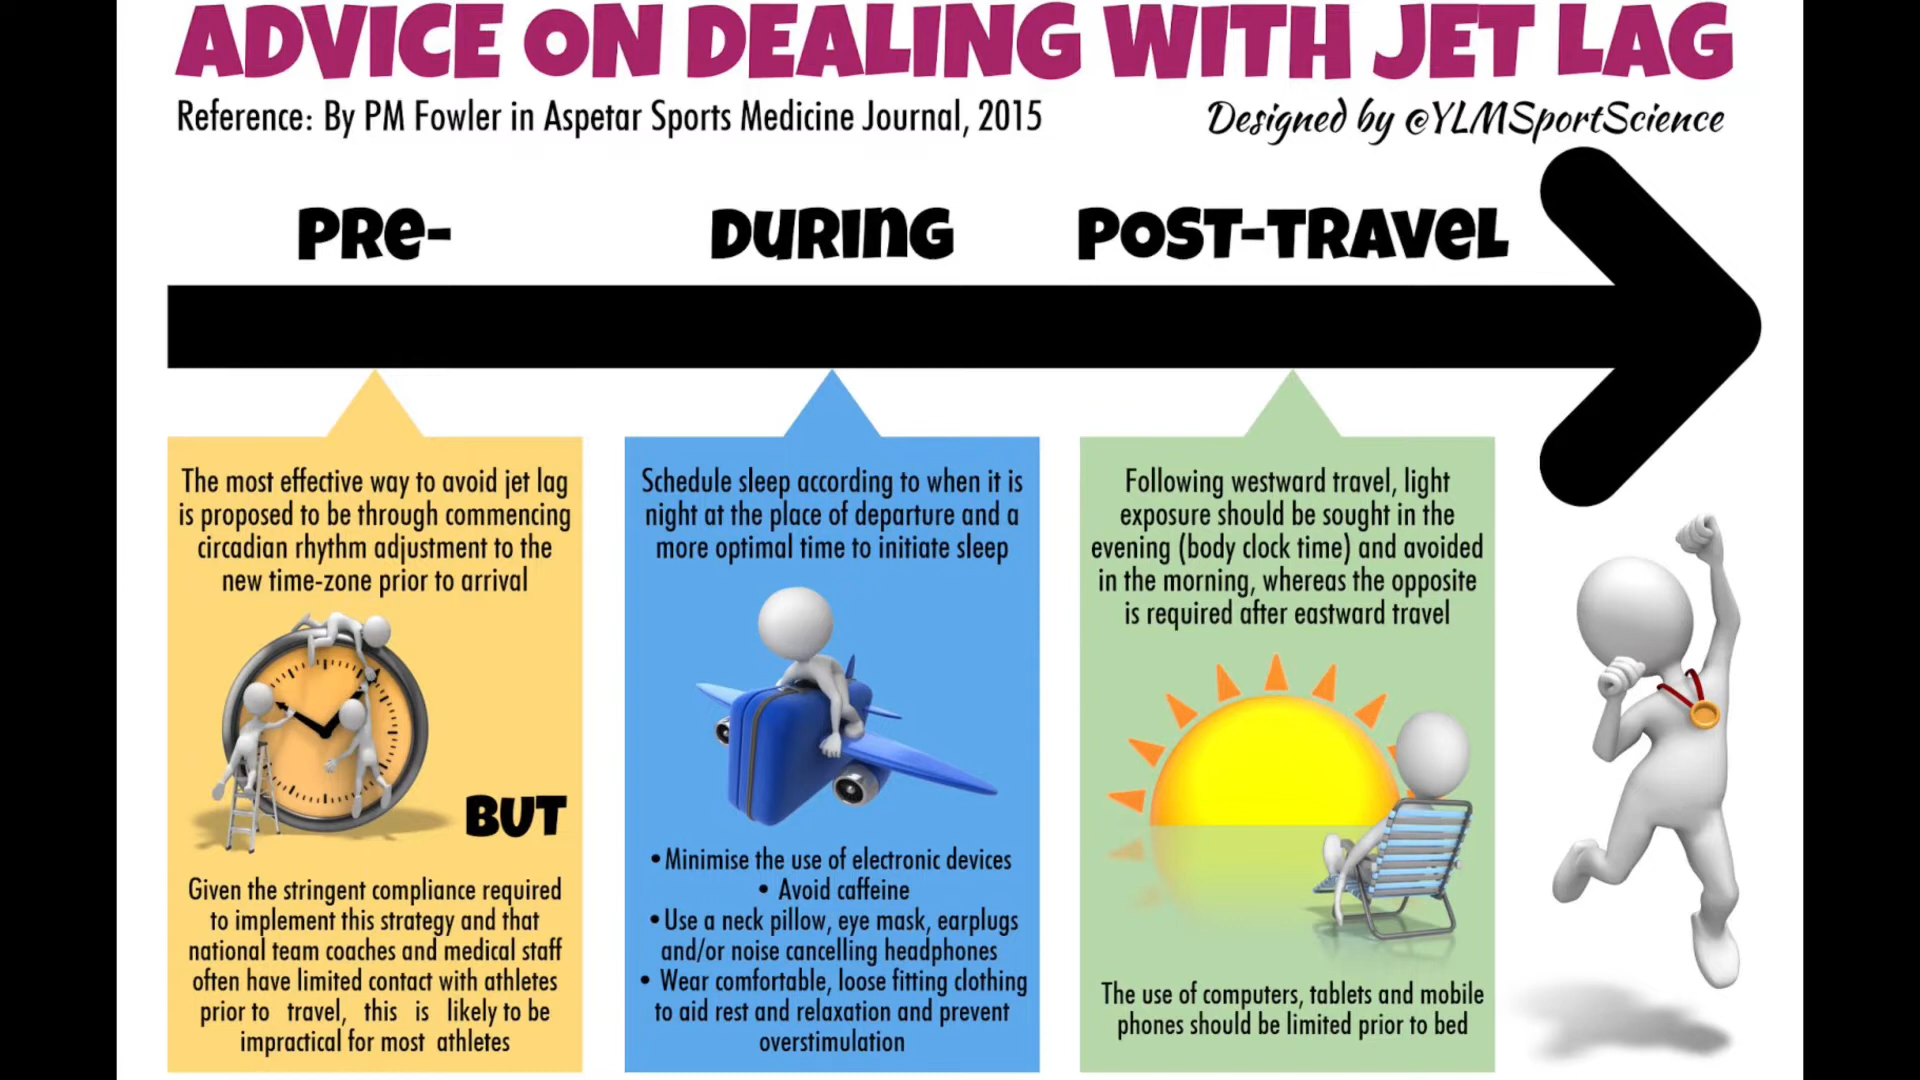 ADVICE ON DEALING WITH JET LAG
Reference: By PM Fowler in Aspetar Sports Medicine Journal, 2015
Designed by @YLMSportScience
PRE-
DURING
POST-TRAVEL
The most effective way to avoid jet lag
is proposed to be through commencing
circadian rhythm adjustment to the
new time-zone prior to arrival
BUT
Given the stringent compliance required
to implement this strategy and that
national team coaches and medical staff
often have limited contact with athletes
prior to travel, this is likely to be
impractical for most athletes
Schedule sleep according to when it is
night at the place of departure and a
more optimal time to initiate sleep
• Minimise the use of electronic devices
• Avoid caffeine
• Use a neck pillow, eye mask, earplugs
and/or noise cancelling headphones
• Wear comfortable, loose fitting clothing
to aid rest and relaxation and prevent
overstimulation
Following westward travel, light
exposure should be sought in the
evening (body clock time) and avoided
in the morning, whereas the opposite
is required after eastward travel
The use of computers, tablets and mobile
phones should be limited prior to bed